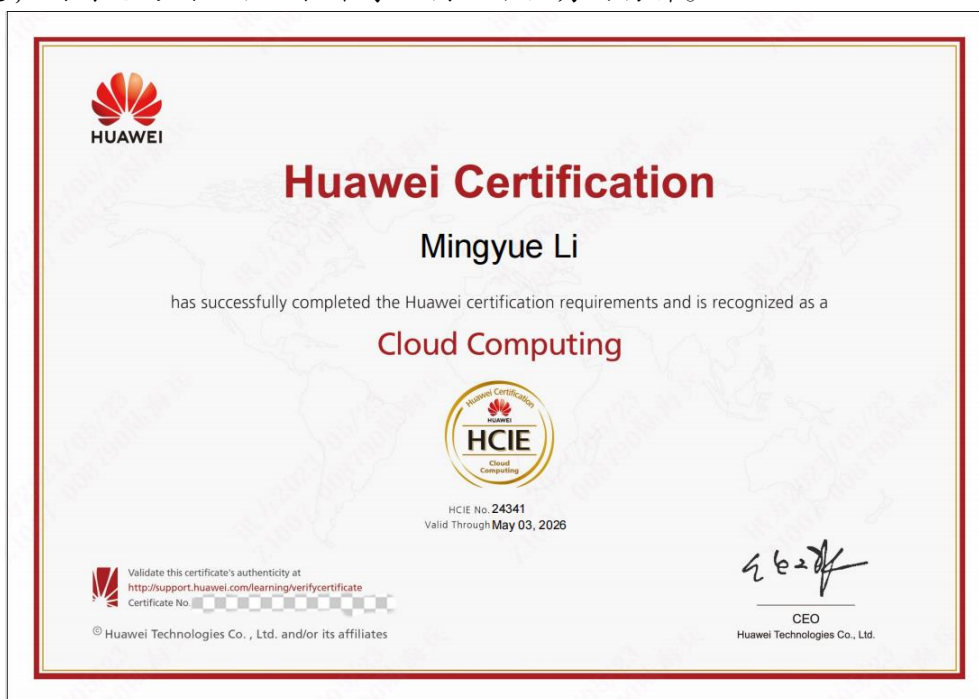 HUAWEI
Huawei Certification
Mingyue Li
has successfully completed the Huawei certification requirements and is recognized as a
Cloud Computing
Huawei Certification
HUAWEI
HCIE
Cloud
Computing
HCIE No. 24341
Valid Through May 03, 2026
Validate this certificate's authenticity at
http://support.huawei.com/learning/verifycertificate
Certificate No.
© Huawei Technologies Co. , Ltd. and/or its affiliates
CEO
Huawei Technologies Co., Ltd.